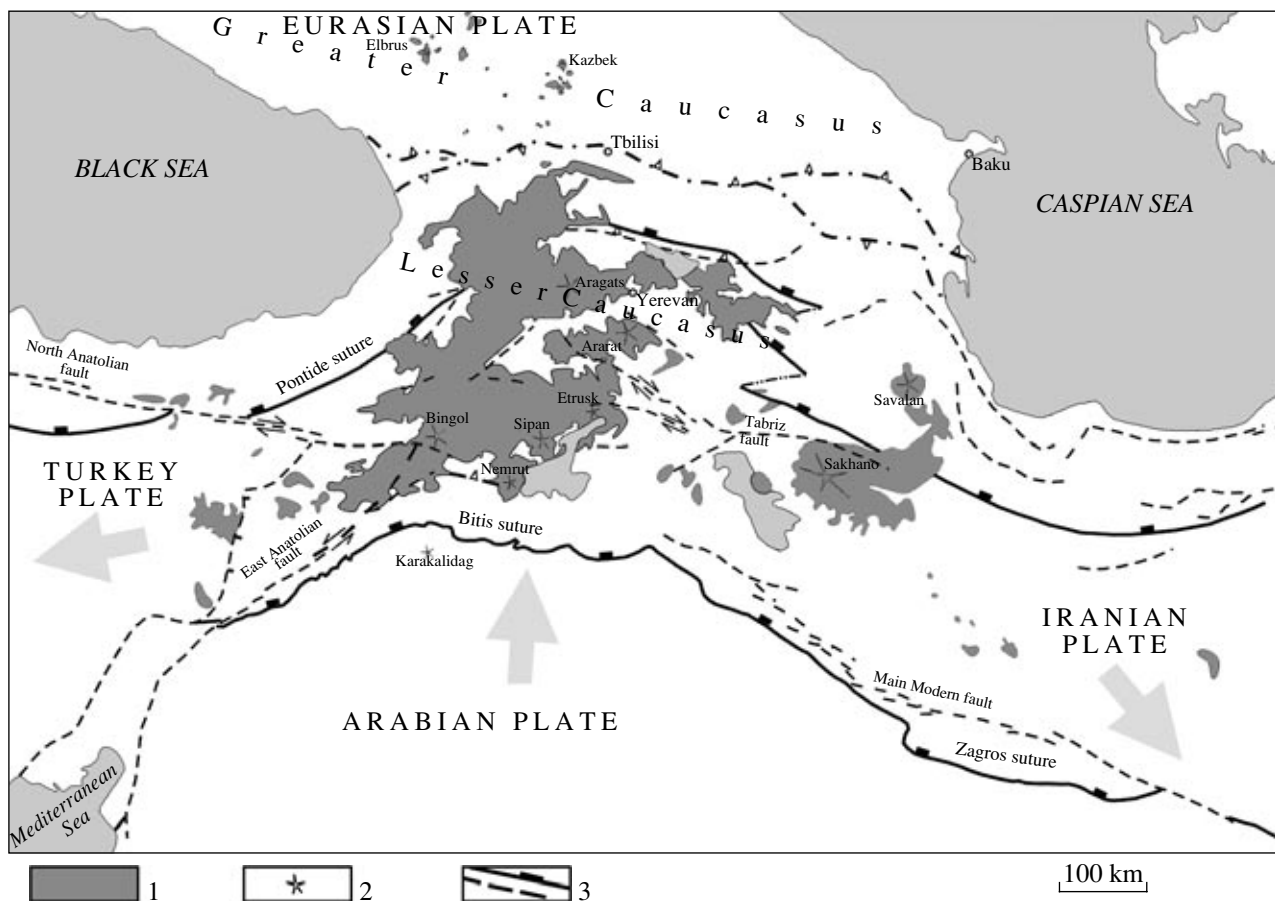 EURASIAN PLATE
Greater
Caucasus
Elbrus
Kazbek
Tbilisi
Baku
BLACK SEA
CASPIAN SEA
Lesser Caucasus
Aragats
Yerevan
Ararat
Pontide suture
North Anatolian
fault
Etrusk
Savalan
Bingol
Sipan
Tabriz
fault
Sakhano
TURKEY
PLATE
Nemrut
Bitis suture
East Anatolian
fault
Karakalidag
IRANIAN
PLATE
Main Modern fault
ARABIAN PLATE
Zagros suture
Mediterranean
Sea
1
2
3
100 km